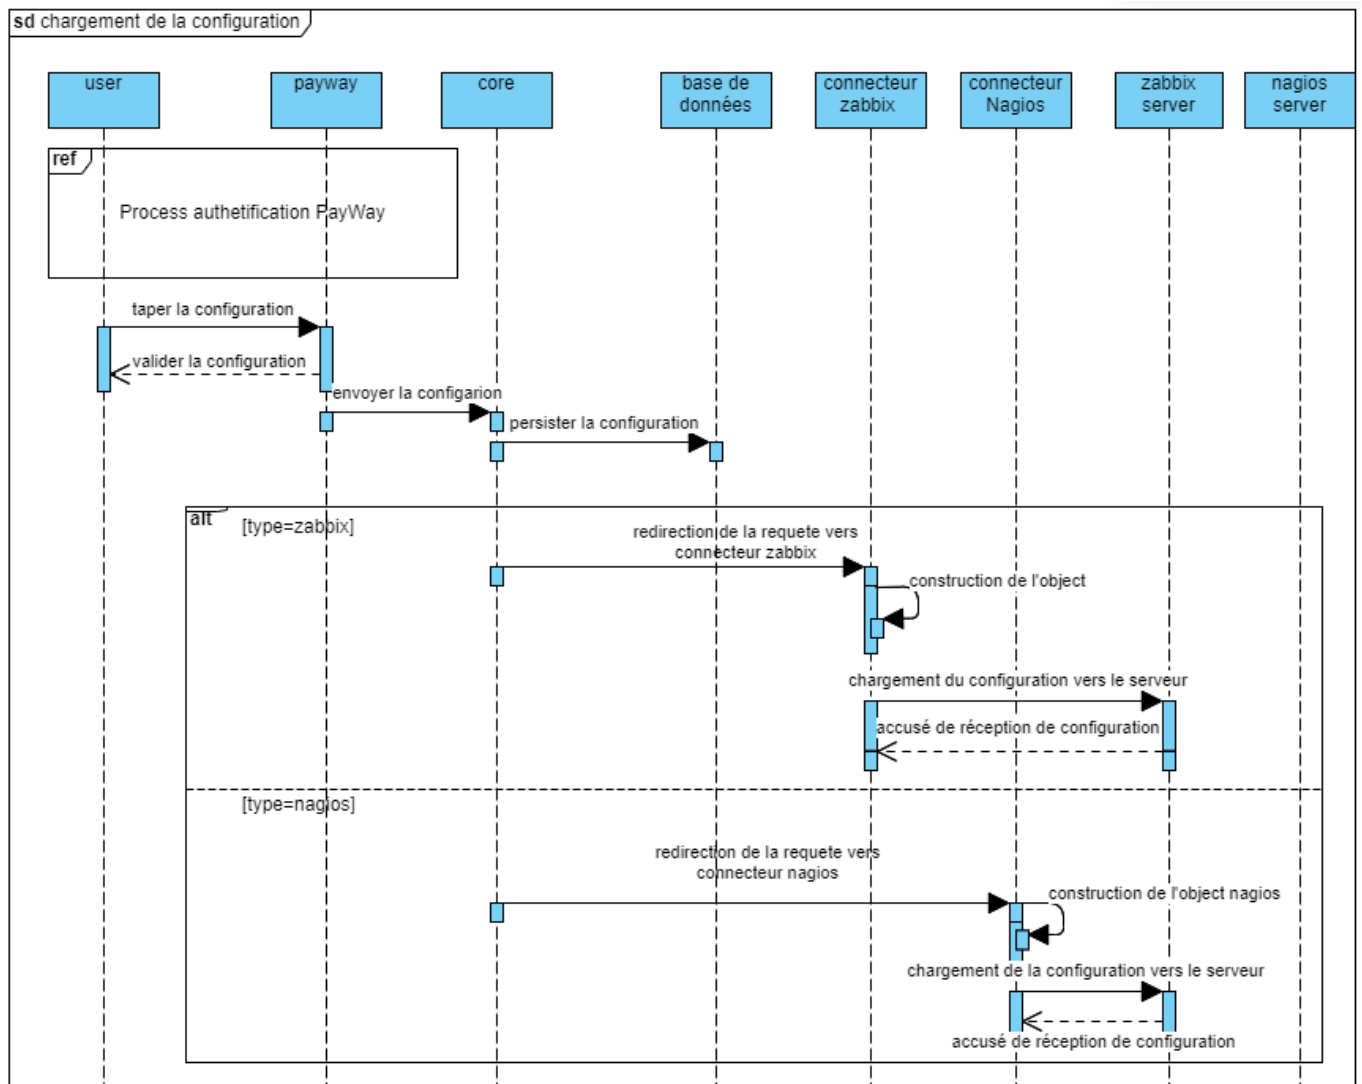 sd chargement de la configuration
user
payway
core
base de
données
connecteur
zabbix
connecteur
Nagios
zabbix
server
nagios
server
ref
Process authetification PayWay
taper la configuration
valider la configuration
envoyer la configarion
persister la configuration
alt
[type=zabbix]
redirection de la requete vers
connecteur zabbix
construction de l'object
chargement du configuration vers le serveur
accusé de réception de configuration
[type=nagios]
redirection de la requete vers
connecteur nagios
construction de l'object nagios
chargement de la configuration vers le serveur
accusé de réception de configuration